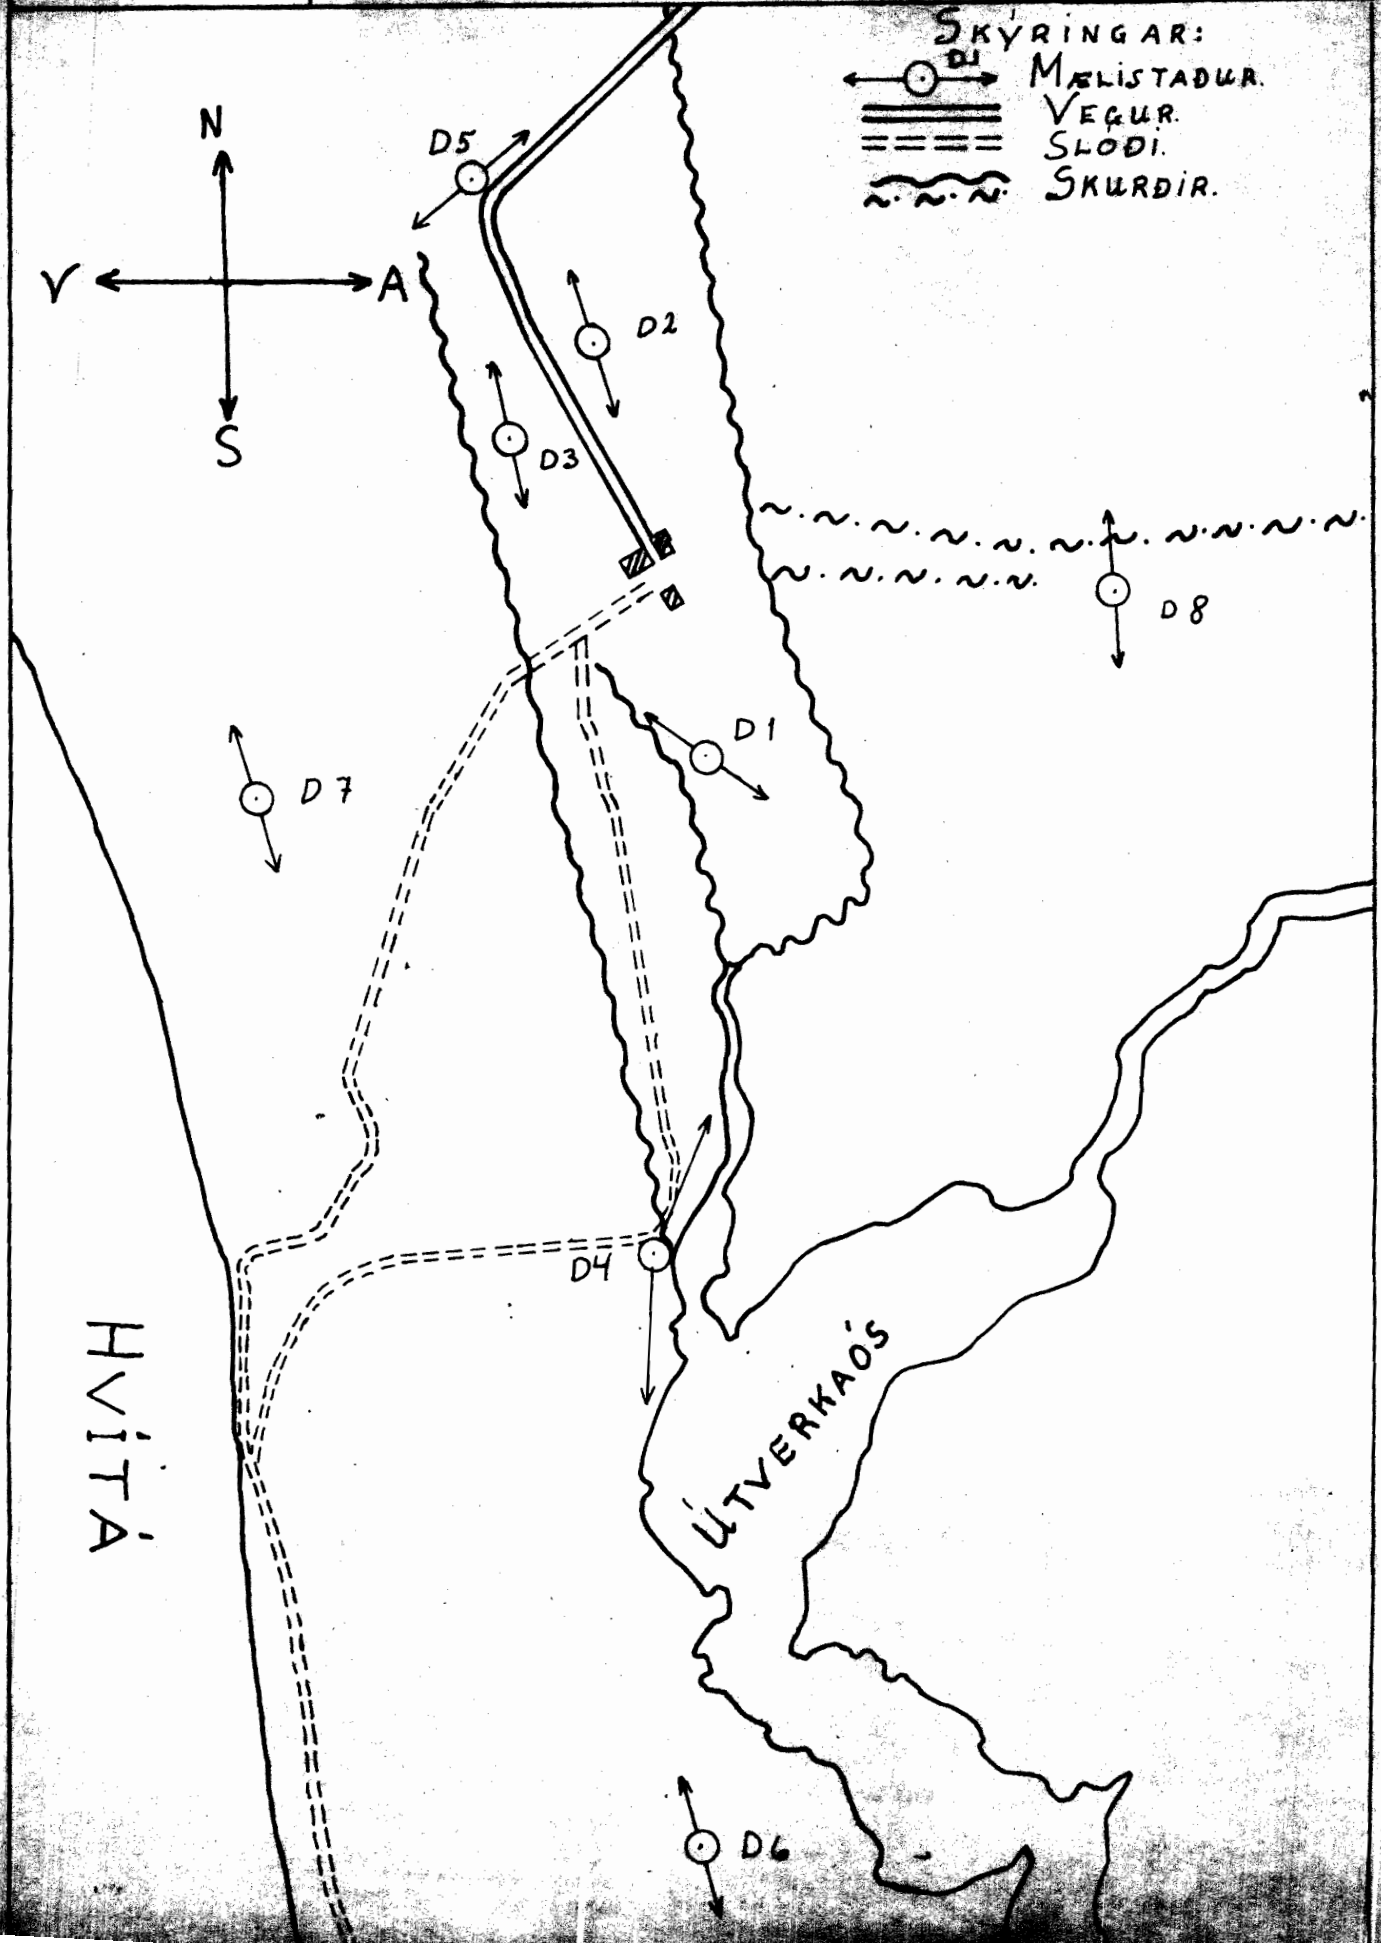 SKÝRINGAR:
D1
MÆLISTAÐUR.
VEGUR.
SLÓÐI.
SKURÐIR.
N
V
A
S
D5
D2
D3
D8
D1
D7
D4
HVÍTÁ
ÚTVERKAÓS
D6